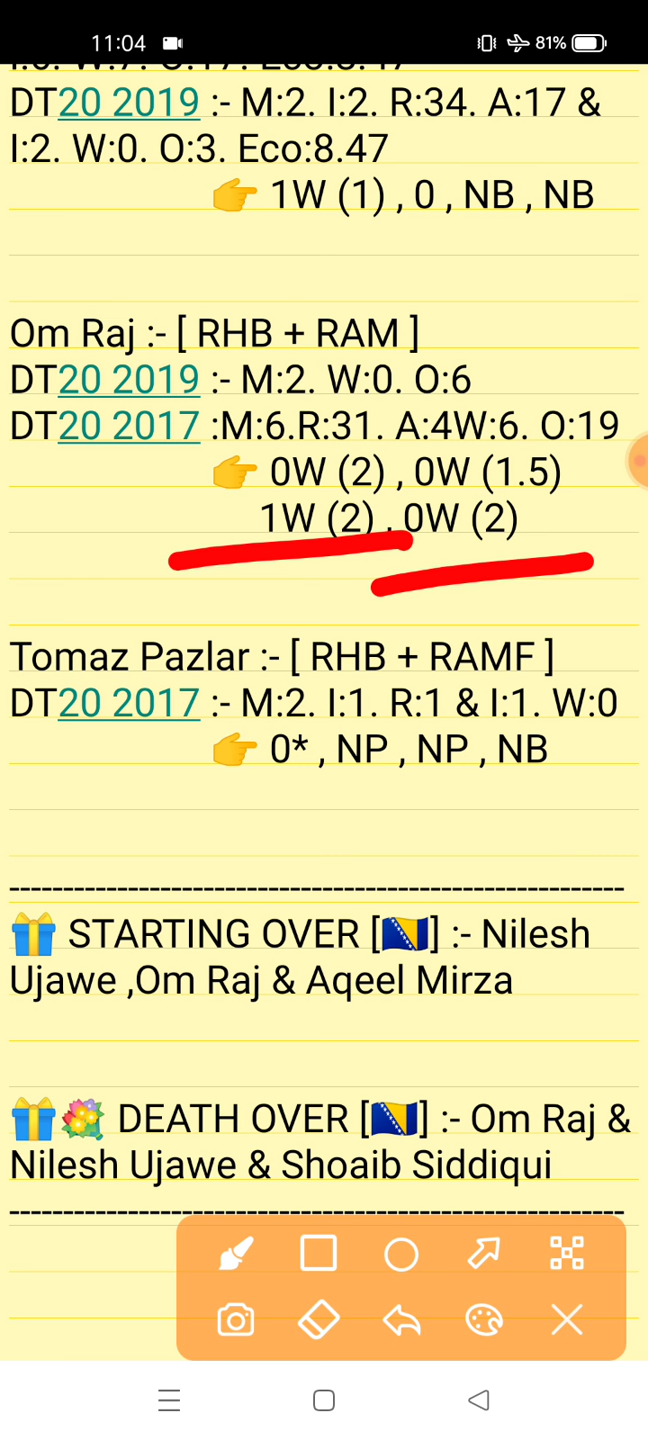 11:04 81%
DT20 2019 :- M:2. I:2. R:34. A:17 &
I:2. W:0. O:3. Eco:8.47
👉 1W (1) , 0 , NB , NB
Om Raj :- [ RHB + RAM ]
DT20 2019 :- M:2. W:0. O:6
DT20 2017 :M:6.R:31. A:4W:6. O:19
👉 0W (2) , 0W (1.5)
1W (2) , 0W (2)
Tomaz Pazlar :- [ RHB + RAMF ]
DT20 2017 :- M:2. I:1. R:1 & I:1. W:0
👉 0* , NP , NP , NB
---------------------------------------------------------------------
🎁 STARTING OVER [🇧🇦] :- Nilesh
Ujawe ,Om Raj & Aqeel Mirza
🎁💐 DEATH OVER [🇧🇦] :- Om Raj &
Nilesh Ujawe & Shoaib Siddiqui
---------------------------------------------------------------------